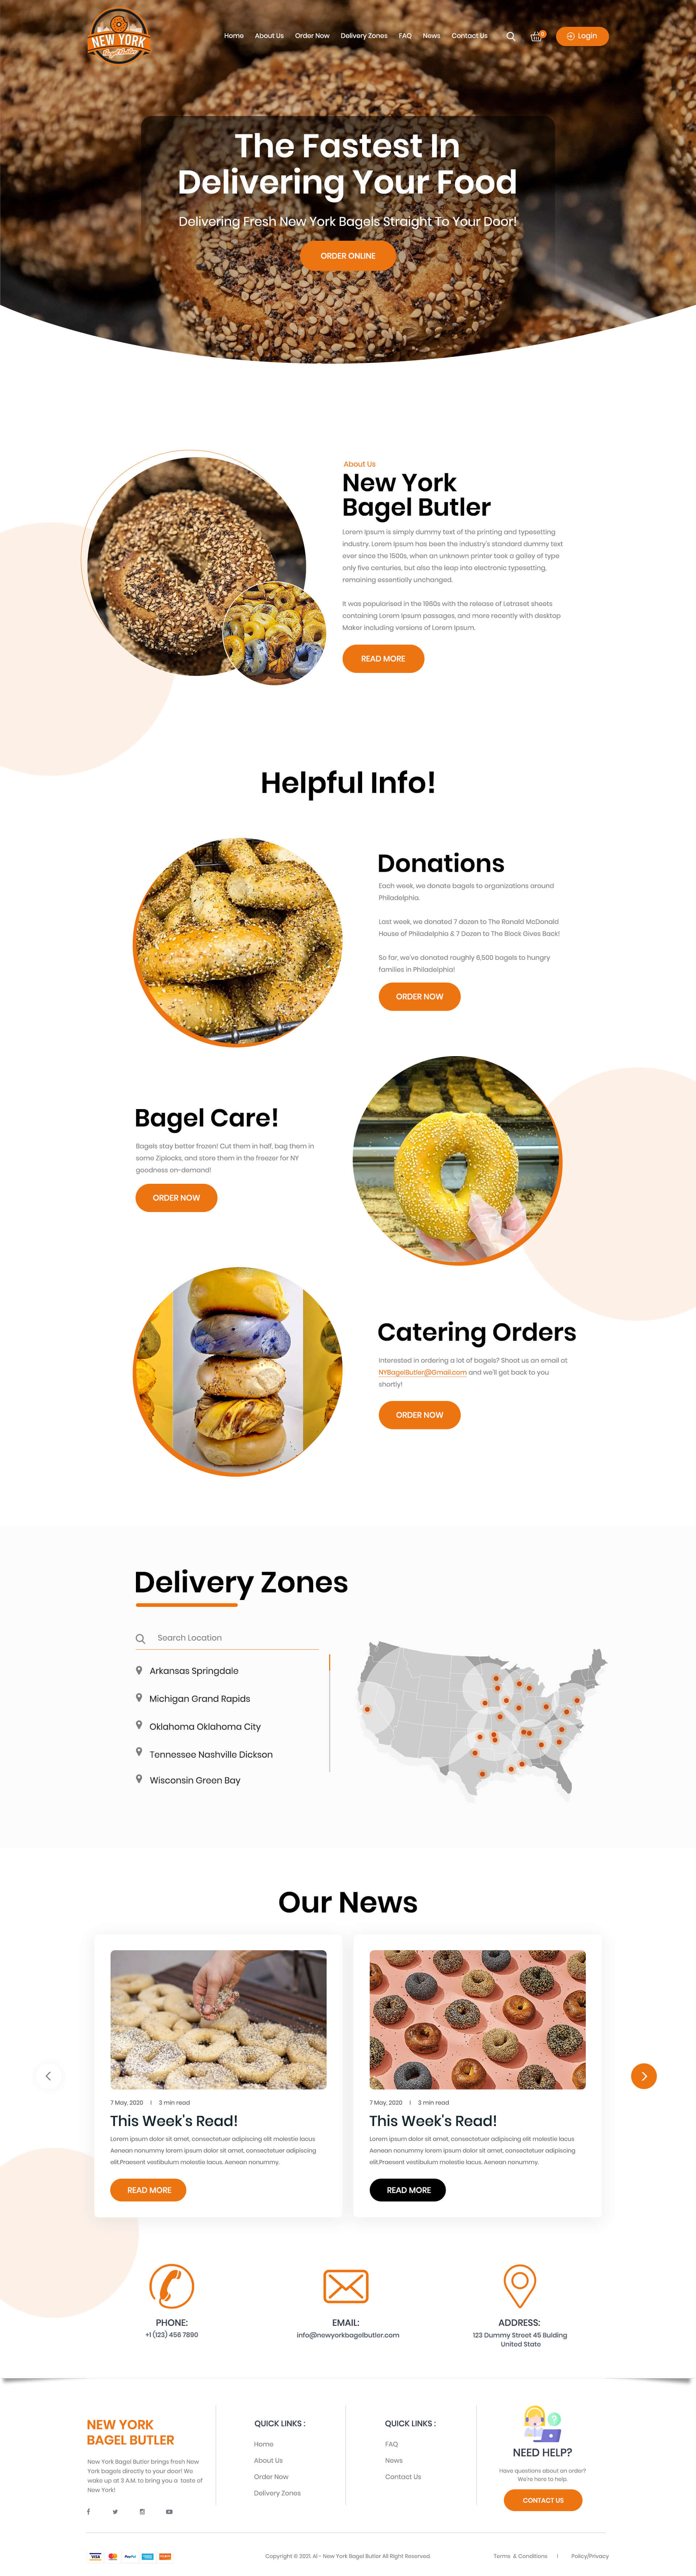 NEW YORK
Bagel Butler
Home About Us Order Now Delivery Zones FAQ News Contact Us 0 Login
The Fastest In
Delivering Your Food
Delivering Fresh New York Bagels Straight To Your Door!
ORDER ONLINE
About Us
New York
Bagel Butler
Lorem Ipsum is simply dummy text of the printing and typesetting
industry. Lorem Ipsum has been the industry's standard dummy text
ever since the 1500s, when an unknown printer took a galley of type
only five centuries, but also the leap into electronic typesetting,
remaining essentially unchanged.
It was popularised in the 1960s with the release of Letraset sheets
containing Lorem Ipsum passages, and more recently with desktop
Maker including versions of Lorem Ipsum.
READ MORE
Helpful Info!
Donations
Each week, we donate bagels to organizations around
Philadelphia.
Last week, we donated 7 dozen to The Ronald McDonald
House of Philadelphia & 7 Dozen to The Block Gives Back!
So far, we've donated roughly 6,500 bagels to hungry
families in Philadelphia!
ORDER NOW
Bagel Care!
Bagels stay better frozen! Cut them in half, bag them in
some Ziplocks, and store them in the freezer for NY
goodness on-demand!
ORDER NOW
Catering Orders
Interested in ordering a lot of bagels? Shoot us an email at
NYBagelButler@Gmail.com and we'll get back to you
shortly!
ORDER NOW
Delivery Zones
Search Location
Arkansas Springdale
Michigan Grand Rapids
Oklahoma Oklahoma City
Tennessee Nashville Dickson
Wisconsin Green Bay
Our News
7 May, 2020 | 3 min read
This Week's Read!
Lorem ipsum dolor sit amet, consectetuer adipiscing elit molestie lacus
Aenean nonummy lorem ipsum dolor sit amet, consectetuer adipiscing
elit.Praesent vestibulum molestie lacus. Aenean nonummy.
READ MORE
7 May, 2020 | 3 min read
This Week's Read!
Lorem ipsum dolor sit amet, consectetuer adipiscing elit molestie lacus
Aenean nonummy lorem ipsum dolor sit amet, consectetuer adipiscing
elit.Praesent vestibulum molestie lacus. Aenean nonummy.
READ MORE
PHONE:
+1 (123) 456 7890
EMAIL:
info@newyorkbagelbutler.com
ADDRESS:
123 Dummy Street 45 Bulding
United State
NEW YORK
BAGEL BUTLER
New York Bagel Butler brings fresh New
York bagels directly to your door! We
wake up at 3 A.M. to bring you a taste of
New York!
QUICK LINKS :
Home
About Us
Order Now
Delivery Zones
QUICK LINKS :
FAQ
News
Contact Us
NEED HELP?
Have questions about an order?
We're here to help.
CONTACT US
VISA PayPal
Copyright © 2021. Al - New York Bagel Butler All Right Reserved.
Terms & Conditions | Policy/Privacy